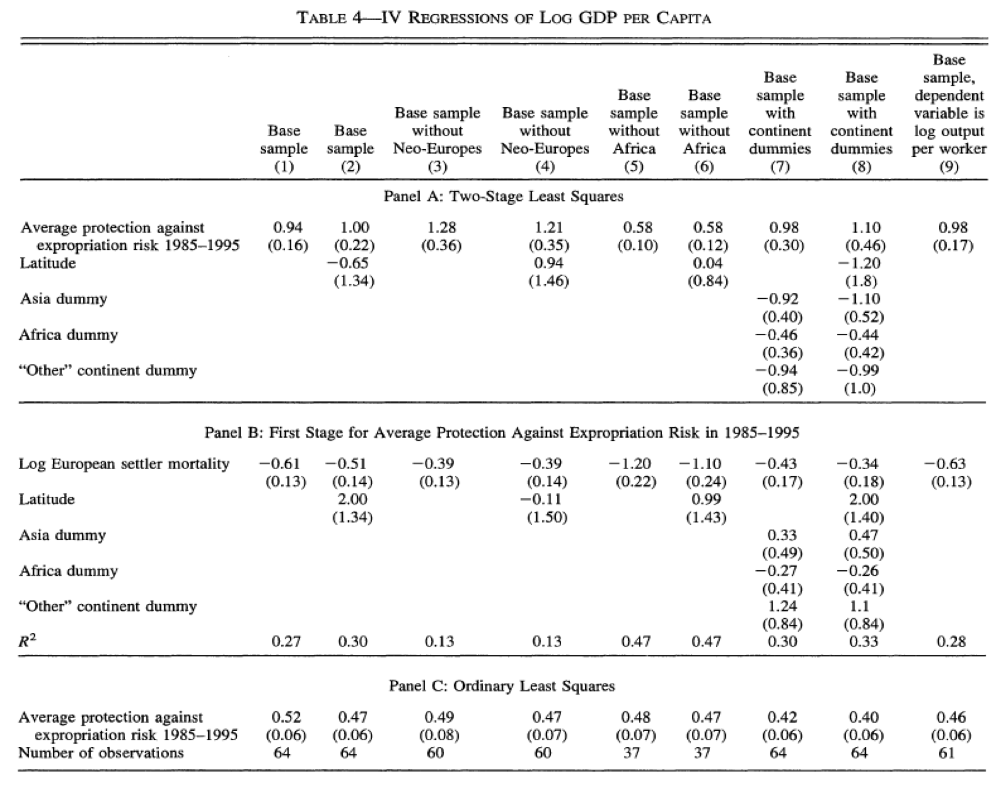 TABLE 4—IV REGRESSIONS OF LOG GDP PER CAPITA
Base
Base Base sample,
Base Base sample sample dependent
Base sample Base sample sample sample with with variable is
Base Base without without without without continent continent log output
sample sample Neo-Europes Neo-Europes Africa Africa dummies dummies per worker
(1) (2) (3) (4) (5) (6) (7) (8) (9)
Panel A: Two-Stage Least Squares
Average protection against 0.94 1.00 1.28 1.21 0.58 0.58 0.98 1.10 0.98
expropriation risk 1985–1995 (0.16) (0.22) (0.36) (0.35) (0.10) (0.12) (0.30) (0.46) (0.17)
Latitude −0.65 0.94 0.04 −1.20
(1.34) (1.46) (0.84) (1.8)
Asia dummy −0.92 −1.10
(0.40) (0.52)
Africa dummy −0.46 −0.44
(0.36) (0.42)
“Other” continent dummy −0.94 −0.99
(0.85) (1.0)
Panel B: First Stage for Average Protection Against Expropriation Risk in 1985–1995
Log European settler mortality −0.61 −0.51 −0.39 −0.39 −1.20 −1.10 −0.43 −0.34 −0.63
(0.13) (0.14) (0.13) (0.14) (0.22) (0.24) (0.17) (0.18) (0.13)
Latitude 2.00 −0.11 0.99 2.00
(1.34) (1.50) (1.43) (1.40)
Asia dummy 0.33 0.47
(0.49) (0.50)
Africa dummy −0.27 −0.26
(0.41) (0.41)
“Other” continent dummy 1.24 1.1
(0.84) (0.84)
R² 0.27 0.30 0.13 0.13 0.47 0.47 0.30 0.33 0.28
Panel C: Ordinary Least Squares
Average protection against 0.52 0.47 0.49 0.47 0.48 0.47 0.42 0.40 0.46
expropriation risk 1985–1995 (0.06) (0.06) (0.08) (0.07) (0.07) (0.07) (0.06) (0.06) (0.06)
Number of observations 64 64 60 60 37 37 64 64 61